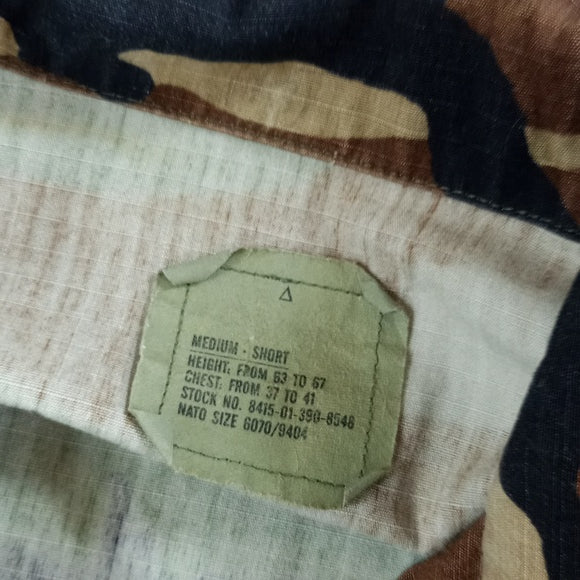 MEDIUM - SHORT
HEIGHT: FROM 63 TO 67
CHEST: FROM 37 TO 41
STOCK NO. 8415-01-390-8548
NATO SIZE 6070/9404